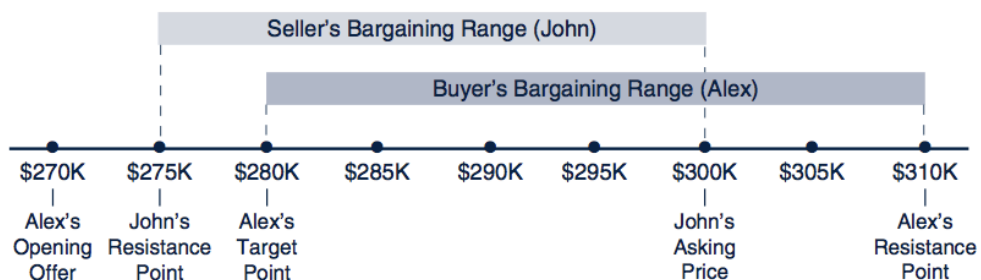 Seller's Bargaining Range (John)
Buyer's Bargaining Range (Alex)
$270K $275K $280K $285K $290K $295K $300K $305K $310K
Alex's John's Alex's John's Alex's
Opening Resistance Target Asking Resistance
Offer Point Point Price Point